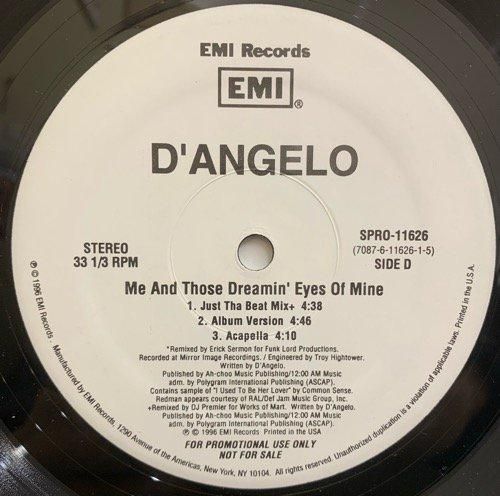 EMI Records
EMI®
D'ANGELO
STEREO
33 1/3 RPM
SPRO-11626
(7087-6-11626-1-5)
SIDE D
Me And Those Dreamin' Eyes Of Mine
1. Just Tha Beat Mix+ 4:38
2. Album Version 4:46
3. Acapella 4:10
*Remixed by Erick Sermon for Funk Lord Productions.
Recorded at Mirror Image Recordings. / Engineered by Troy Hightower.
Written by D'Angelo.
Published by Ah-choo Music Publishing/12:00 AM Music
adm. by Polygram International Publishing (ASCAP).
Contains sample of "I Used To Be Her Lover" by Common Sense.
Redman appears courtesy of RAL/Def Jam Music Group, Inc.
+Remixed by DJ Premier for Works of Mart. Written by D'Angelo.
Published by Ah-choo Music Publishing/12:00 AM Music
adm. by Polygram International Publishing (ASCAP)
℗ © 1996 EMI Records Printed in the USA
FOR PROMOTIONAL USE ONLY
NOT FOR SALE
℗ © 1996 EMI Records. Manufactured by EMI Records, 1290 Avenue of the Americas, New York, NY 10104. All rights reserved. Unauthorized duplication is a violation of applicable laws. Printed in U.S.A.